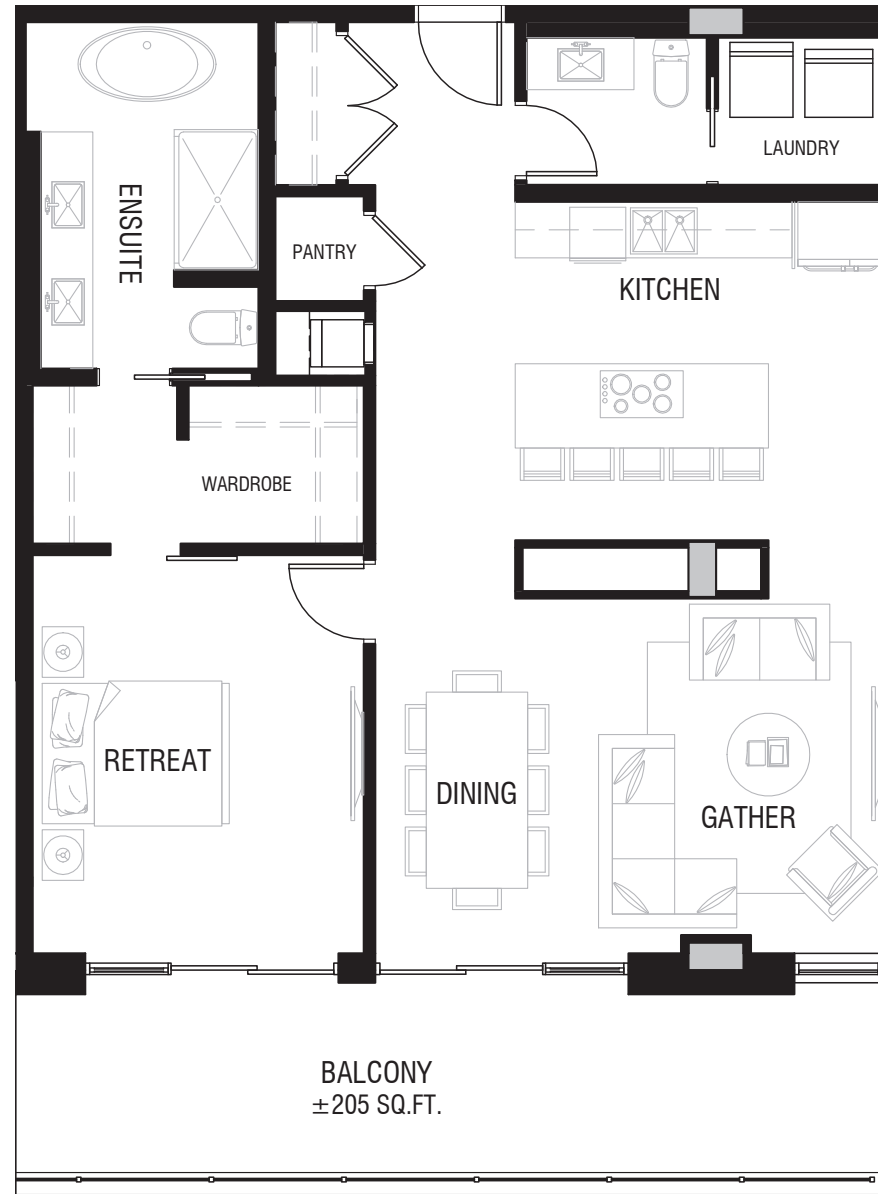 LAUNDRY
ENSUITE
PANTRY
KITCHEN
WARDROBE
RETREAT
DINING
GATHER
BALCONY
±205 SQ.FT.